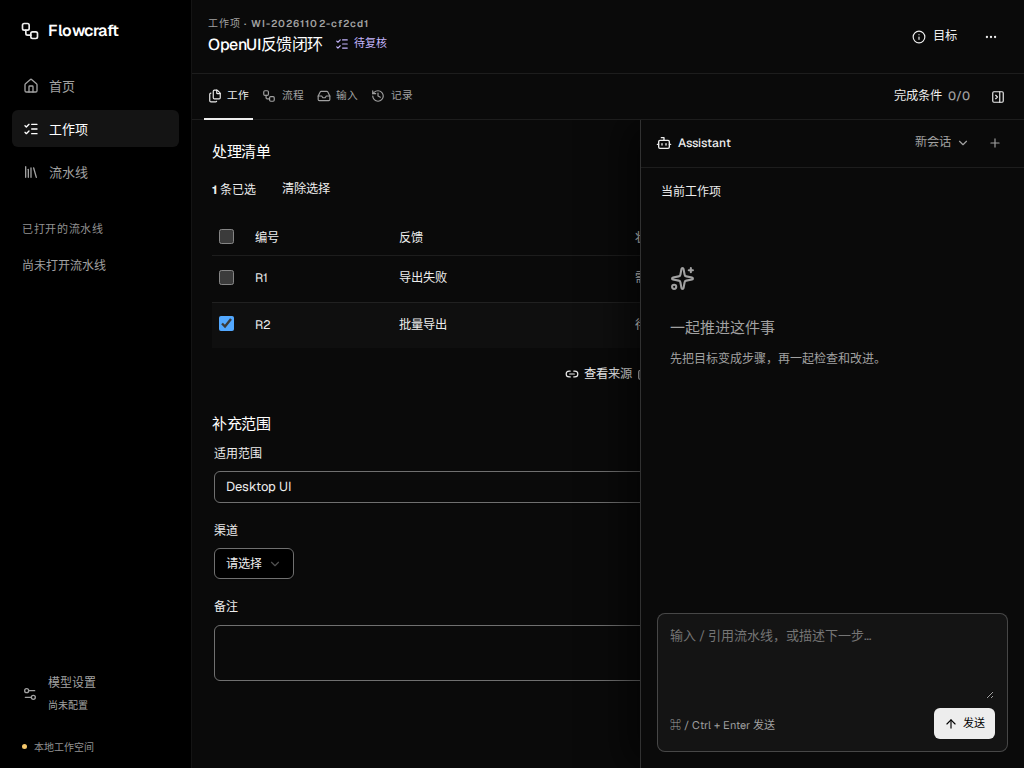 Flowcraft
首页
工作项
流水线
已打开的流水线
尚未打开流水线
模型设置
尚未配置
本地工作空间
工作项 · WI-20261102-cf2cd1
OpenUI反馈闭环
待复核
目标
工作
流程
输入
记录
完成条件 0/0
处理清单
1 条已选
清除选择
编号
反馈
R1
导出失败
R2
批量导出
查看来源
补充范围
适用范围
Desktop UI
渠道
请选择
备注
Assistant
新会话
当前工作项
一起推进这件事
先把目标变成步骤，再一起检查和改进。
输入 / 引用流水线，或描述下一步…
⌘ / Ctrl + Enter 发送
发送